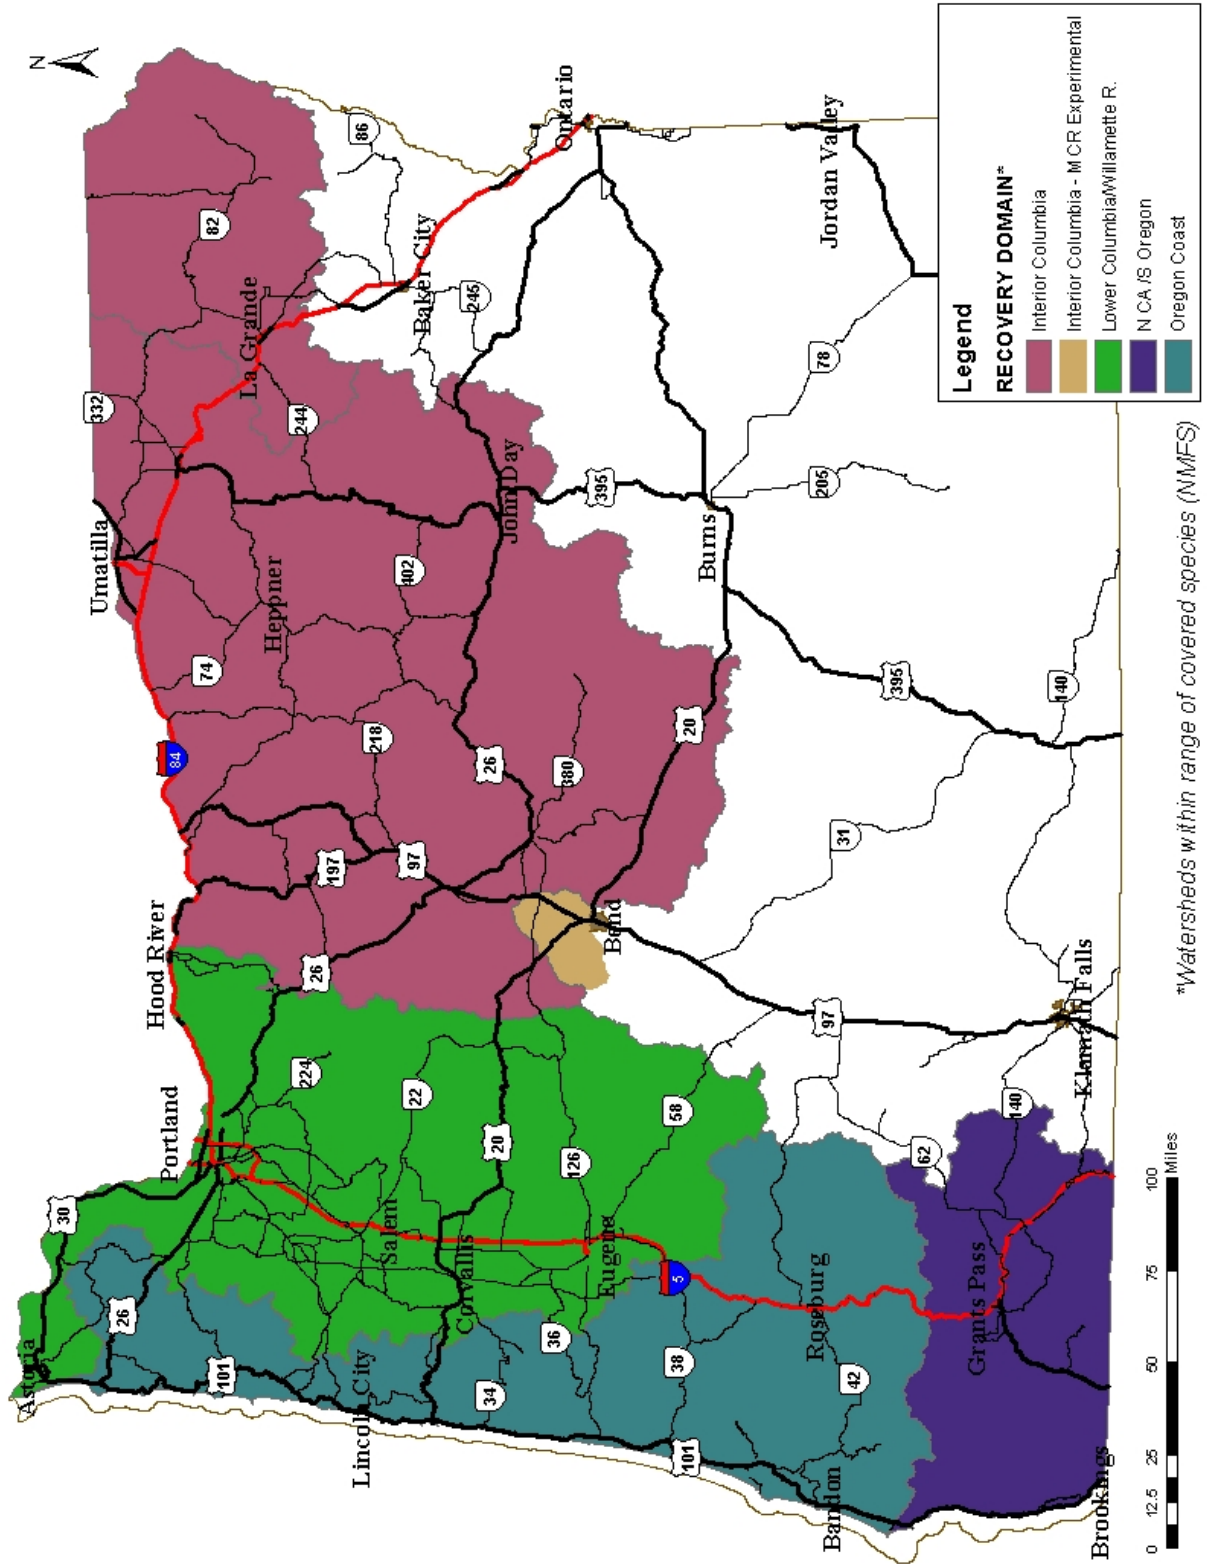 N
Astoria
30
26
101
Portland
Hood River
84
Umatilla
332
82
86
74
Heppner
La Grande
244
Baker City
245
Ontario
224
26
197
97
218
402
John Day
26
380
395
Salem
22
20
Lincoln City
Corvallis
34
36
126
Eugene
58
5
38
101
Bend
20
Burns
205
78
Jordan Valley
Roseburg
42
Bandon
97
31
395
62
140
Grants Pass
Klamath Falls
140
Brookings
0 12.5 25 50 75 100
Miles
Legend
RECOVERY DOMAIN*
Interior Columbia
Interior Columbia - MCR Experimental
Lower Columbia/Willamette R.
N CA /S Oregon
Oregon Coast
*Watersheds within range of covered species (NMFS)